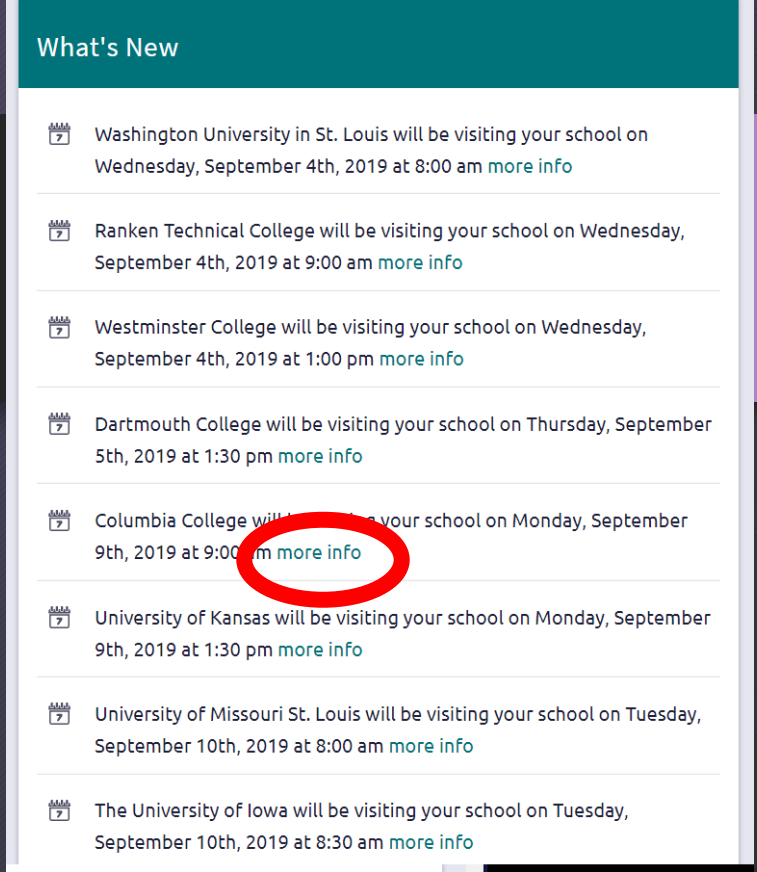 What's New
Washington University in St. Louis will be visiting your school on
Wednesday, September 4th, 2019 at 8:00 am more info
Ranken Technical College will be visiting your school on Wednesday,
September 4th, 2019 at 9:00 am more info
Westminster College will be visiting your school on Wednesday,
September 4th, 2019 at 1:00 pm more info
Dartmouth College will be visiting your school on Thursday, September
5th, 2019 at 1:30 pm more info
Columbia College will your school on Monday, September
9th, 2019 at 9:00 more info
University of Kansas will be visiting your school on Monday, September
9th, 2019 at 1:30 pm more info
University of Missouri St. Louis will be visiting your school on Tuesday,
September 10th, 2019 at 8:00 am more info
The University of Iowa will be visiting your school on Tuesday,
September 10th, 2019 at 8:30 am more info